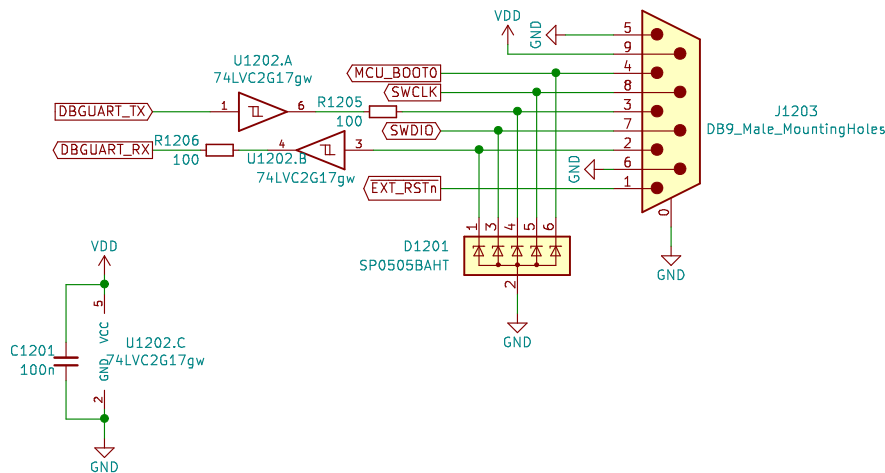 VDD
GND
5
9
U1202.A
74LVC2G17gw
MCU_BOOT0
4
SWCLK
8
DBGUART_TX
1
6
R1205
100
3
J1203
DB9_Male_MountingHoles
SWDIO
7
DBGUART_RX
R1206
100
4
U1202.B
74LVC2G17gw
3
2
GND
6
EXT_RSTn
1
0
D1201
SP0505BAHT
1
3
4
5
6
2
GND
GND
VDD
5
VCC
C1201
100n
U1202.C
74LVC2G17gw
GND
2
GND